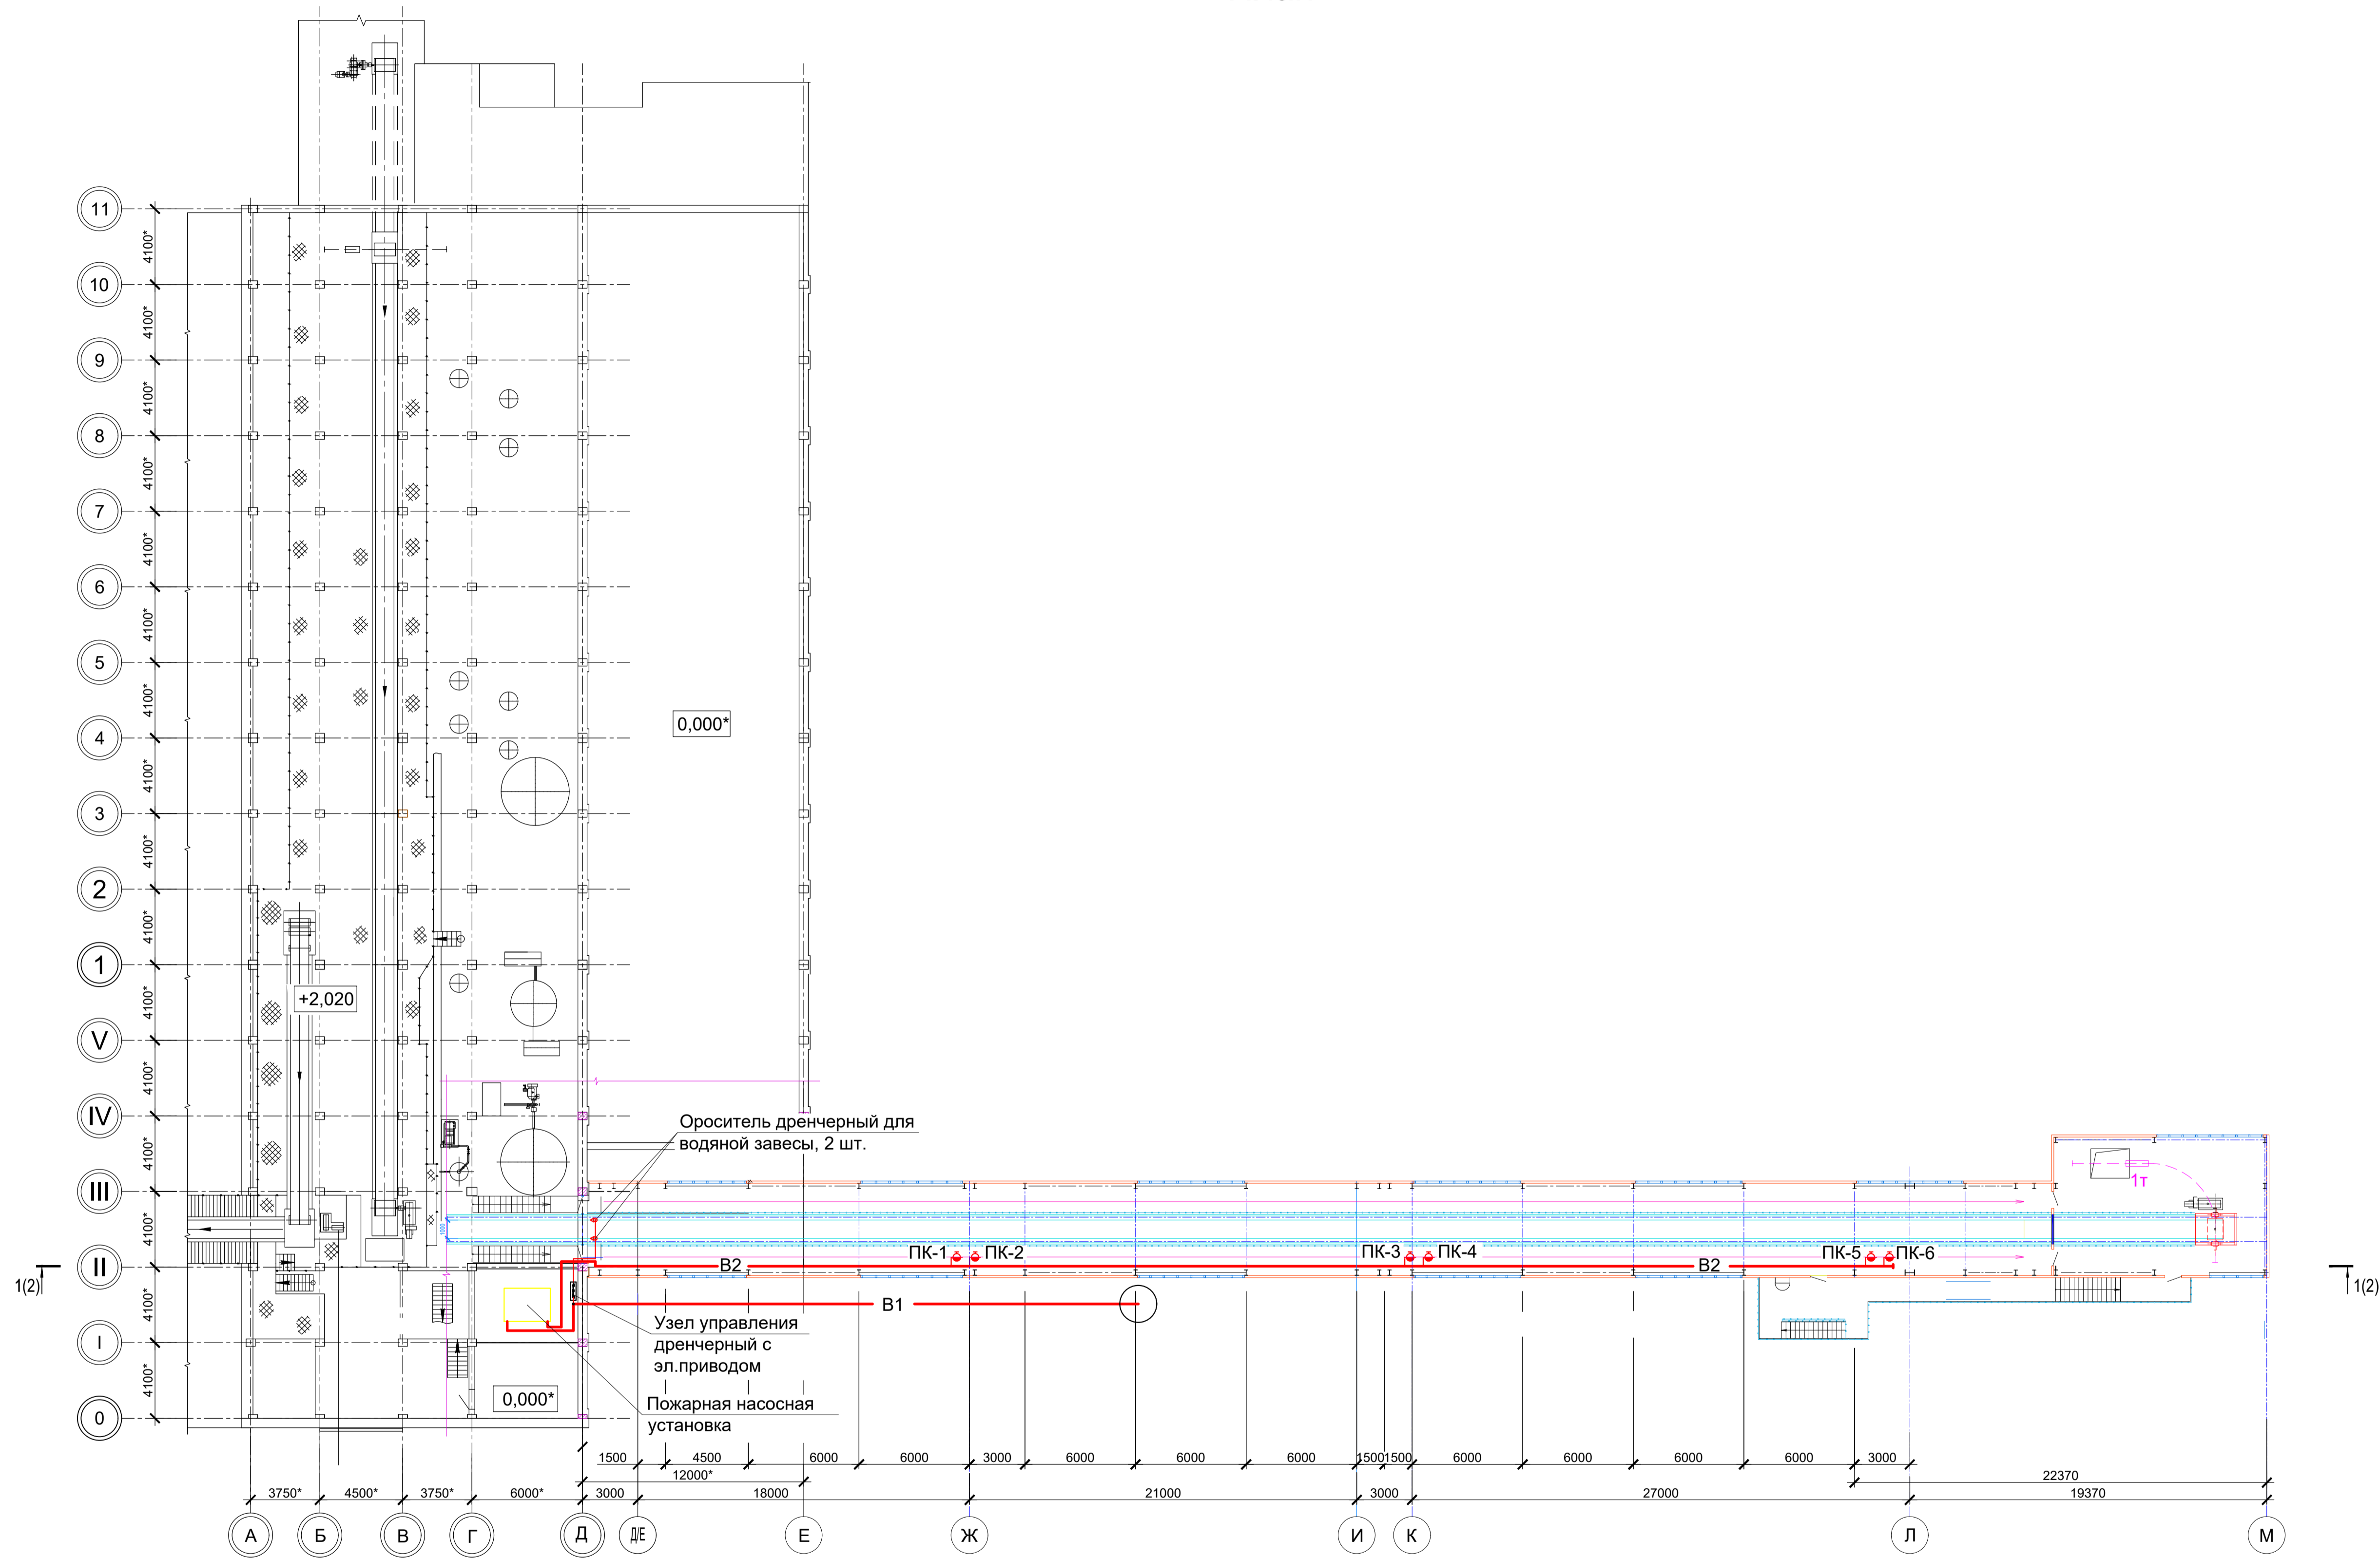 11
4100*
10
4100*
9
4100*
8
4100*
7
4100*
6
4100*
5
4100*
4
4100*
3
4100*
2
4100*
1
4100*
V
4100*
IV
4100*
III
4100*
II
4100*
I
4100*
0
0,000*
+2,020
Ороситель дренчерный для
водяной завесы, 2 шт.
1т
ПК-1
ПК-2
ПК-3
ПК-4
ПК-5
ПК-6
В2
В2
1(2)
1(2)
В1
Узел управления
дренчерный с
эл.приводом
0,000*
Пожарная насосная
установка
1500
4500
6000
6000
3000
6000
6000
6000
1500
1500
6000
6000
6000
6000
3000
12000*
22370
3750*
4500*
3750*
6000*
3000
18000
21000
3000
27000
19370
А
Б
В
Г
Д
Д/Е
Е
Ж
И
К
Л
М